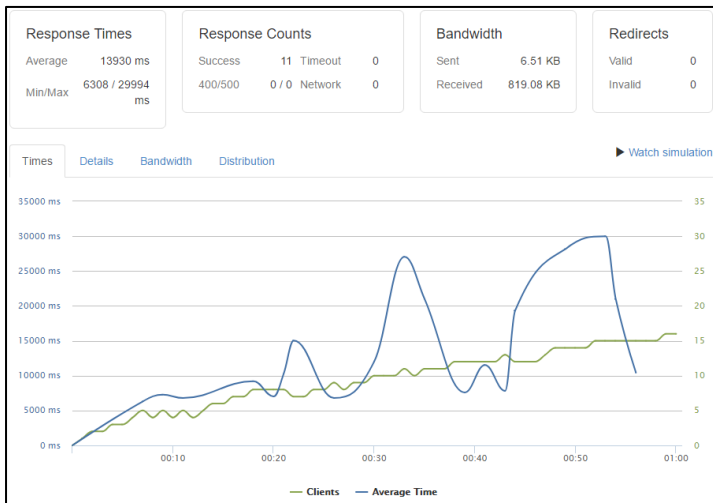 Response Times
Average 13930 ms
Min/Max 6308 / 29994 ms
Response Counts
Success 11 Timeout 0
400/500 0 / 0 Network 0
Bandwidth
Sent 6.51 KB
Received 819.08 KB
Redirects
Valid 0
Invalid 0
Times Details Bandwidth Distribution
Watch simulation
35000 ms 35
30000 ms 30
25000 ms 25
20000 ms 20
15000 ms 15
10000 ms 10
5000 ms 5
0 ms 0
00:10 00:20 00:30 00:40 00:50 01:00
Clients Average Time